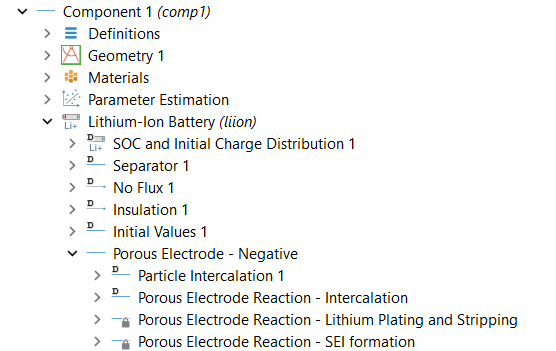 Component 1 (comp1)
Definitions
Geometry 1
Materials
Parameter Estimation
Li+ Lithium-Ion Battery (liion)
D Li+ SOC and Initial Charge Distribution 1
D Separator 1
D No Flux 1
D Insulation 1
D Initial Values 1
Porous Electrode - Negative
D Particle Intercalation 1
D Porous Electrode Reaction - Intercalation
Porous Electrode Reaction - Lithium Plating and Stripping
Porous Electrode Reaction - SEI formation